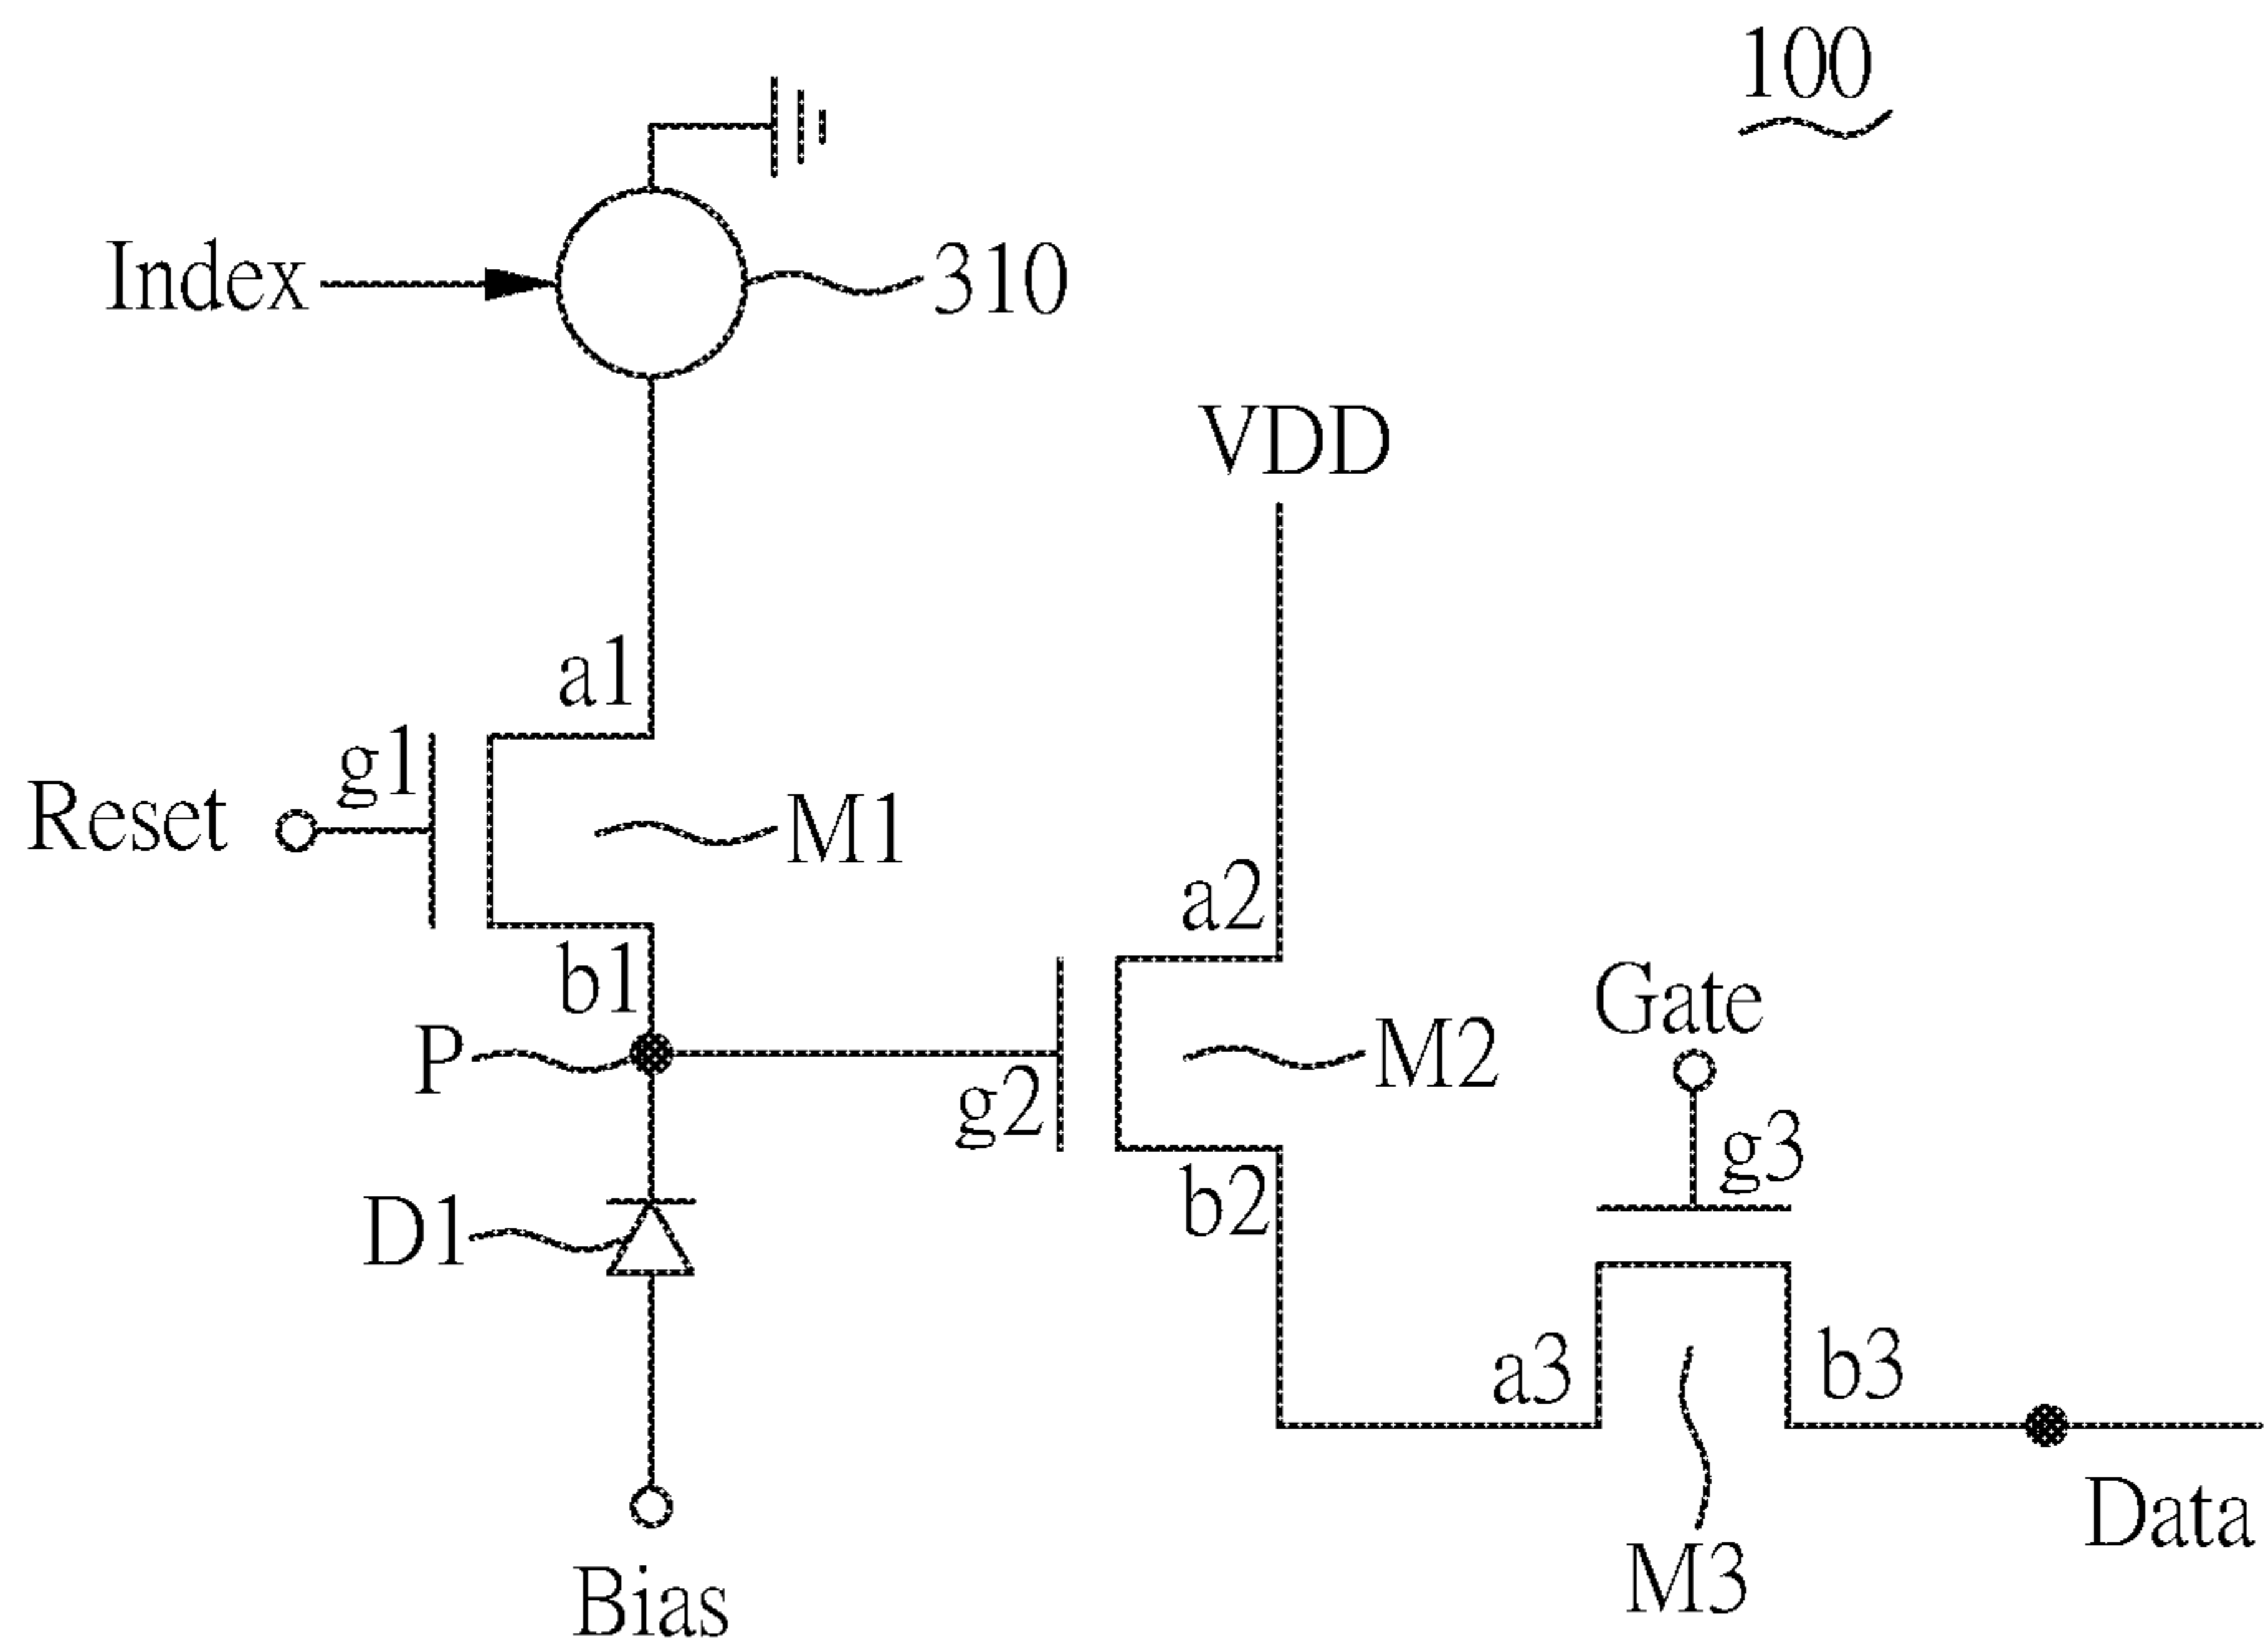 100
Index
310
VDD
a1
g1
Reset
M1
a2
b1
Gate
P
M2
g2
g3
D1
b2
a3
b3
Data
M3
Bias